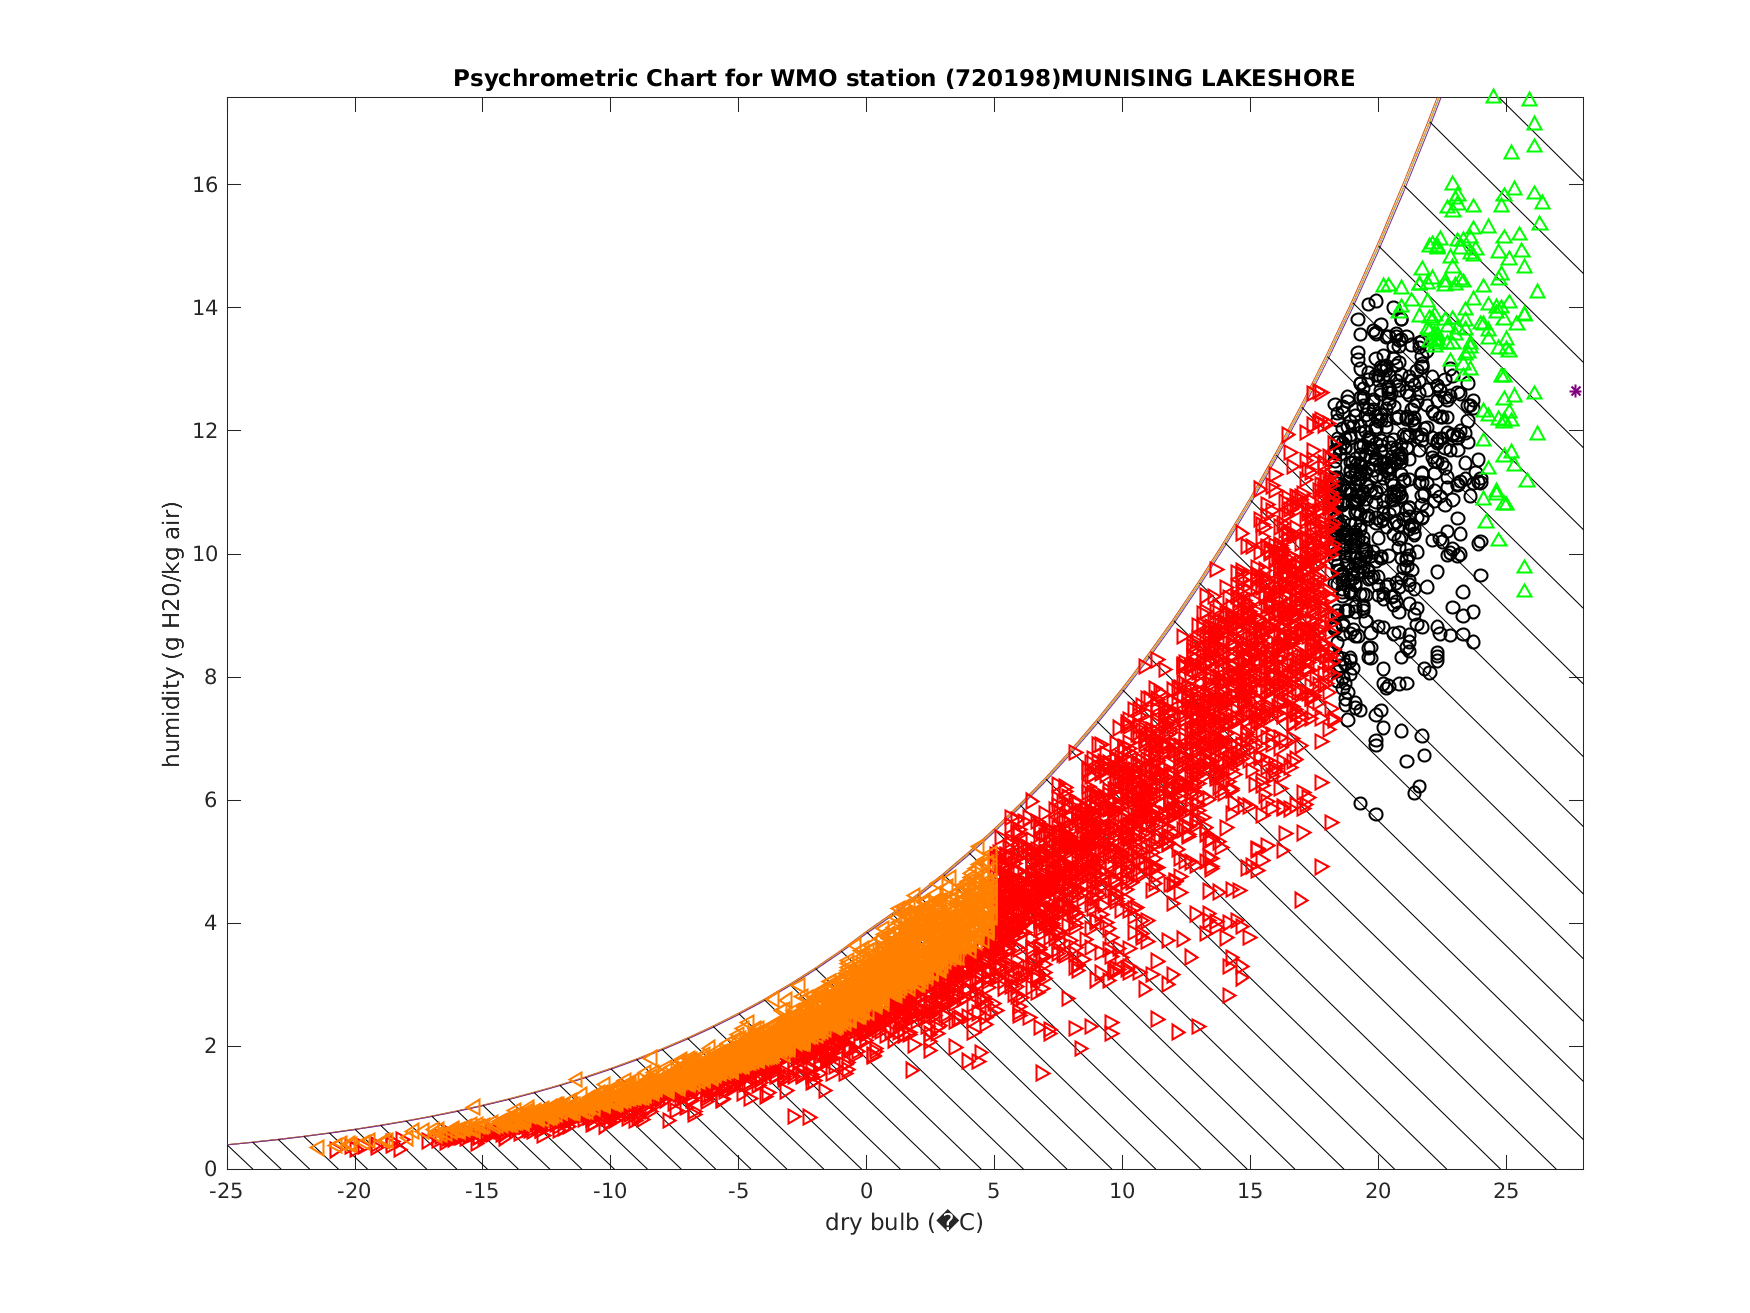 Psychrometric Chart for WMO station (720198)MUNISING LAKESHORE
humidity (g H20/kg air)
16
14
12
10
8
6
4
2
0
-25 -20 -15 -10 -5 0 5 10 15 20 25
dry bulb (�C)